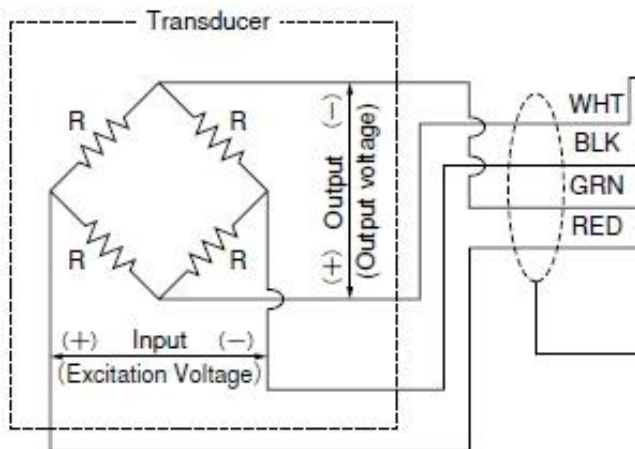 Transducer
R
R
R
R
(+) Output (−)
(Output voltage)
(+) Input (−)
(Excitation Voltage)
WHT
BLK
GRN
RED